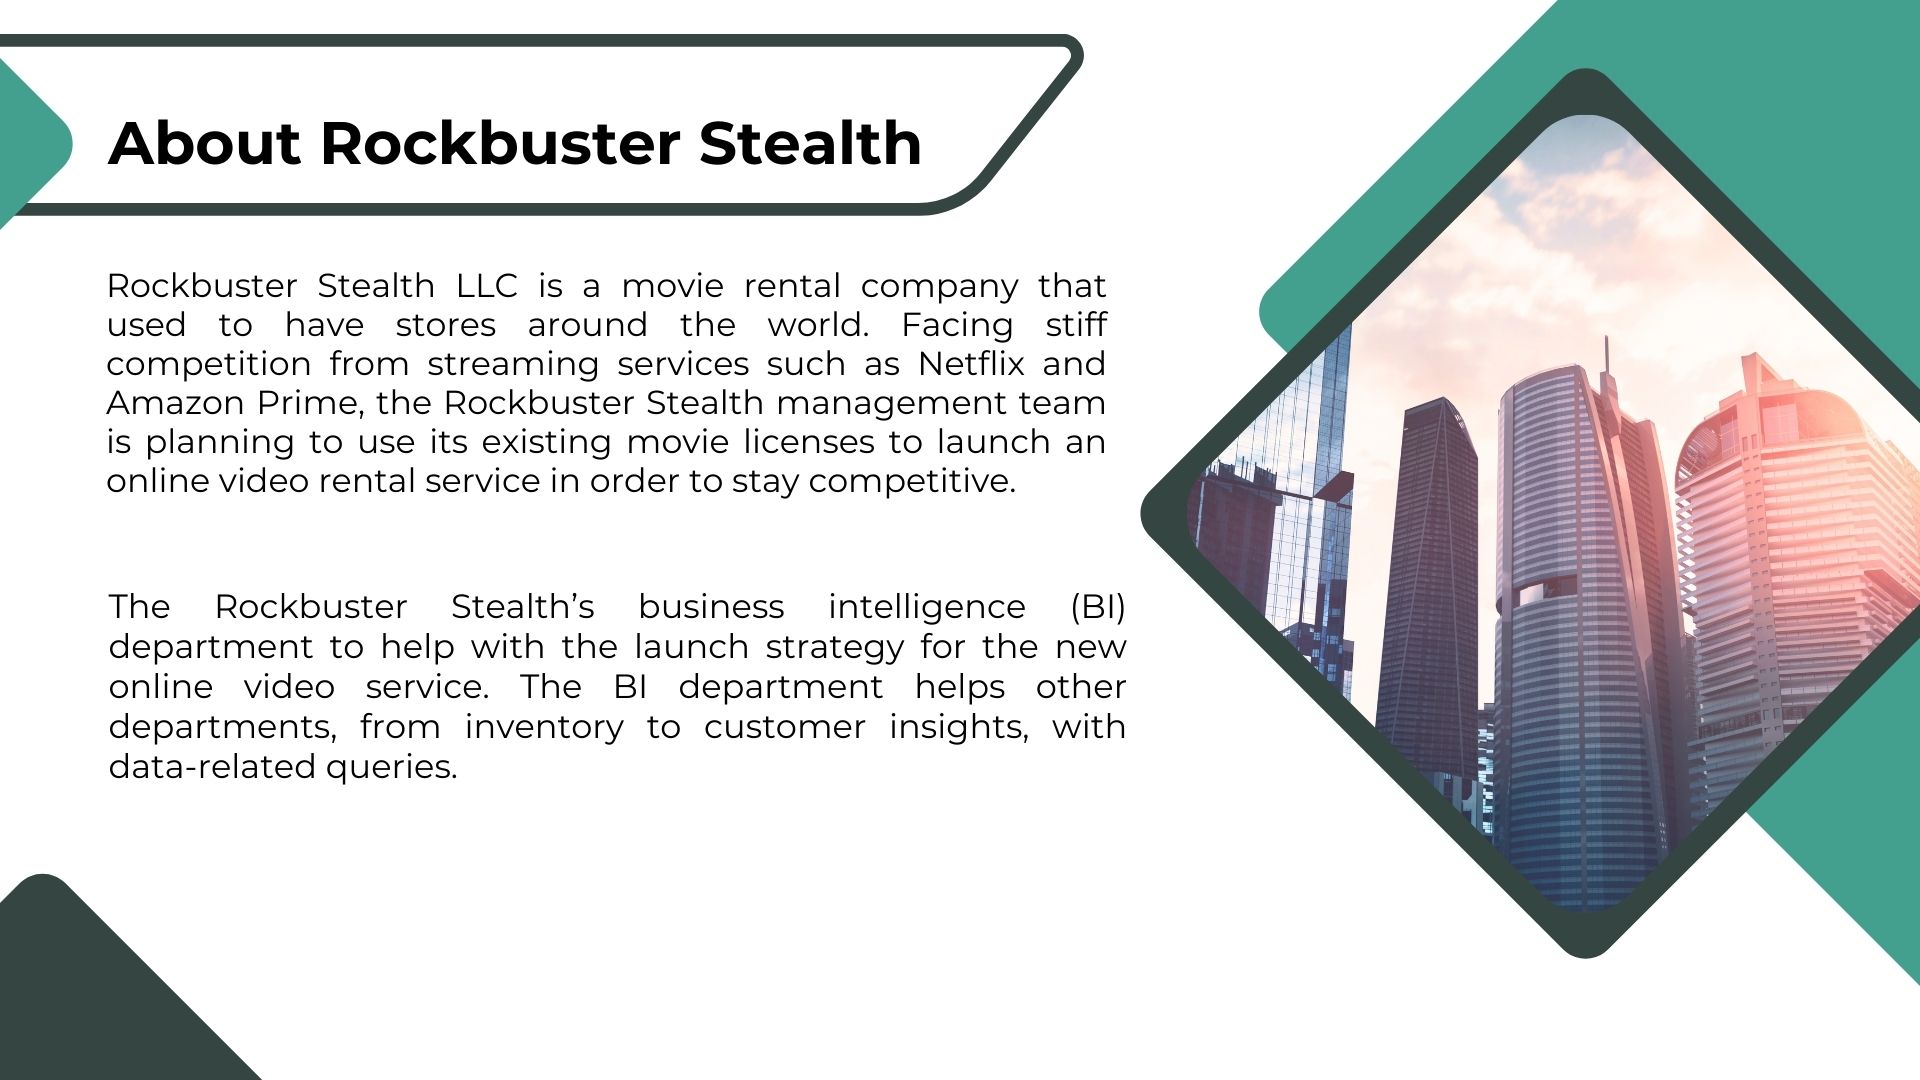 About Rockbuster Stealth
Rockbuster Stealth LLC is a movie rental company that
used to have stores around the world. Facing stiff
competition from streaming services such as Netflix and
Amazon Prime, the Rockbuster Stealth management team
is planning to use its existing movie licenses to launch an
online video rental service in order to stay competitive.
The Rockbuster Stealth’s business intelligence (BI)
department to help with the launch strategy for the new
online video service. The BI department helps other
departments, from inventory to customer insights, with
data-related queries.